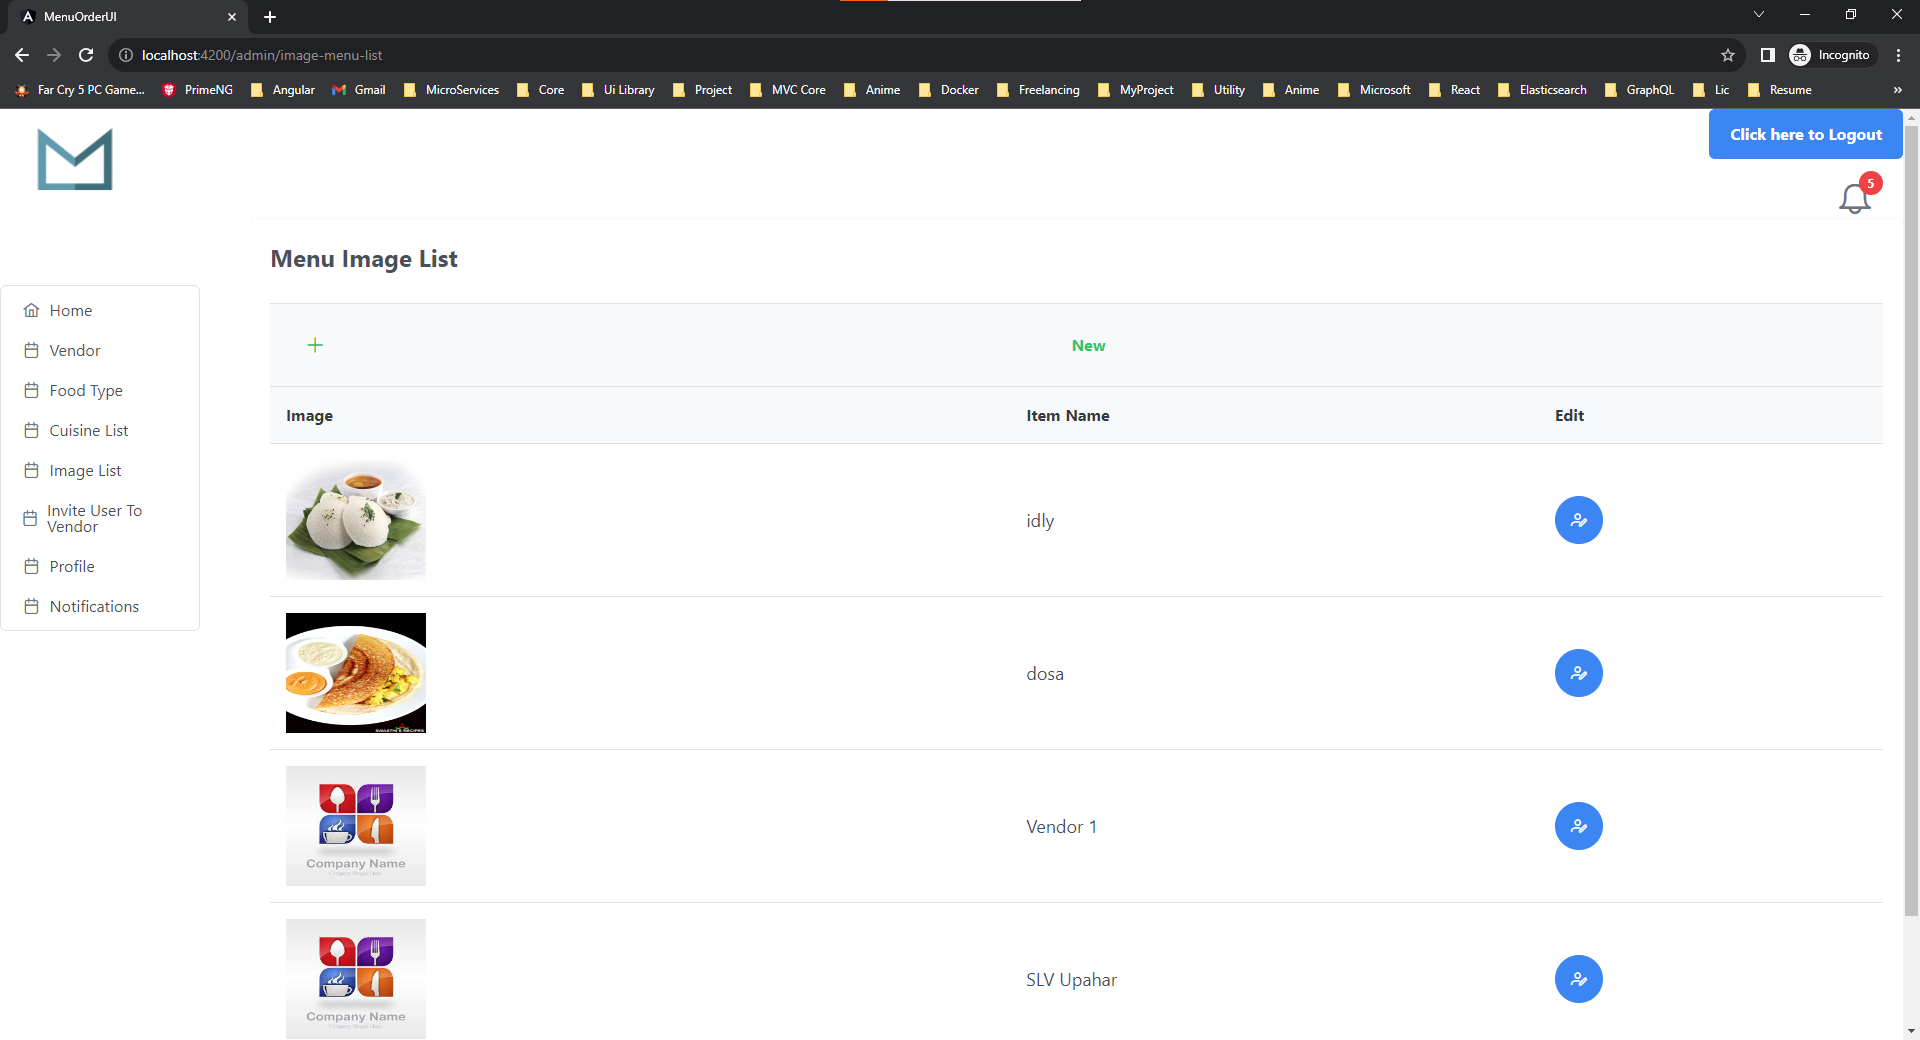 MenuOrderUI
localhost:4200/admin/image-menu-list
Incognito
Far Cry 5 PC Game...
PrimeNG
Angular
Gmail
MicroServices
Core
Ui Library
Project
MVC Core
Anime
Docker
Freelancing
MyProject
Utility
Anime
Microsoft
React
Elasticsearch
GraphQL
Lic
Resume
»
Click here to Logout
5
Menu Image List
Home
Vendor
Food Type
Cuisine List
Image List
Invite User To
Vendor
Profile
Notifications
New
Image Item Name Edit
idly
dosa
SWASTHI'S RECIPES
Vendor 1
Company Name
SLV Upahar
Company Name